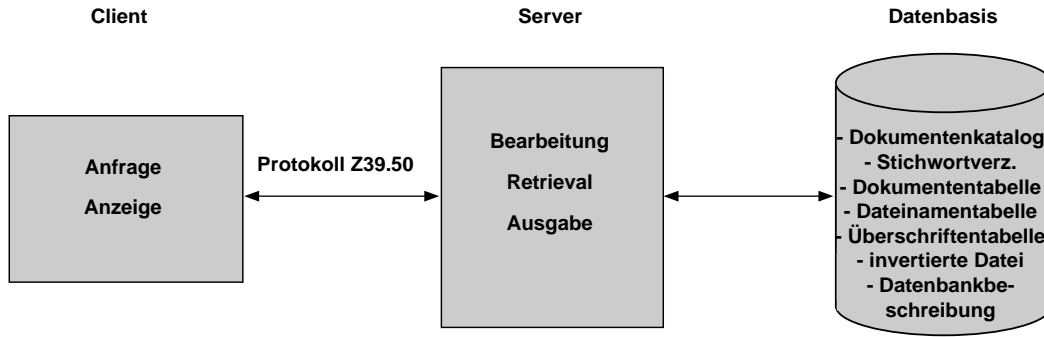 Client
Server
Datenbasis
Anfrage
Anzeige
Protokoll Z39.50
Bearbeitung
Retrieval
Ausgabe
- Dokumentenkatalog
- Stichwortverz.
- Dokumententabelle
- Dateinamentabelle
- Überschriftentabelle
- invertierte Datei
- Datenbankbe-
schreibung